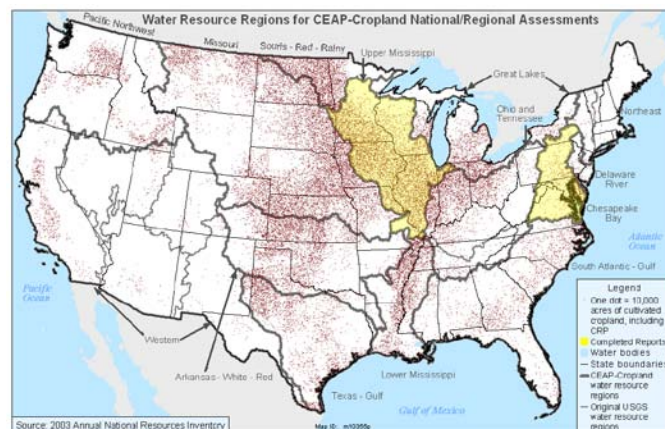 Water Resource Regions for CEAP-Cropland National/Regional Assessments
Pacific Northwest
Missouri
Souris - Red - Rainy
Upper Mississippi
Great Lakes
Ohio and
Tennessee
Northeast
Delaware
River
Chesapeake
Bay
Atlantic
Ocean
South Atlantic - Gulf
Pacific
Ocean
Western
Arkansas - White - Red
Texas - Gulf
Lower Mississippi
Gulf of Mexico
Legend
One dot = 10,000
acres of cultivated
cropland, including
CRP
Completed Reports
Water bodies
State boundaries
CEAP-Cropland
water resource
regions
Original USGS
water resource
regions
Source: 2003 Annual National Resources Inventory
Map ID: